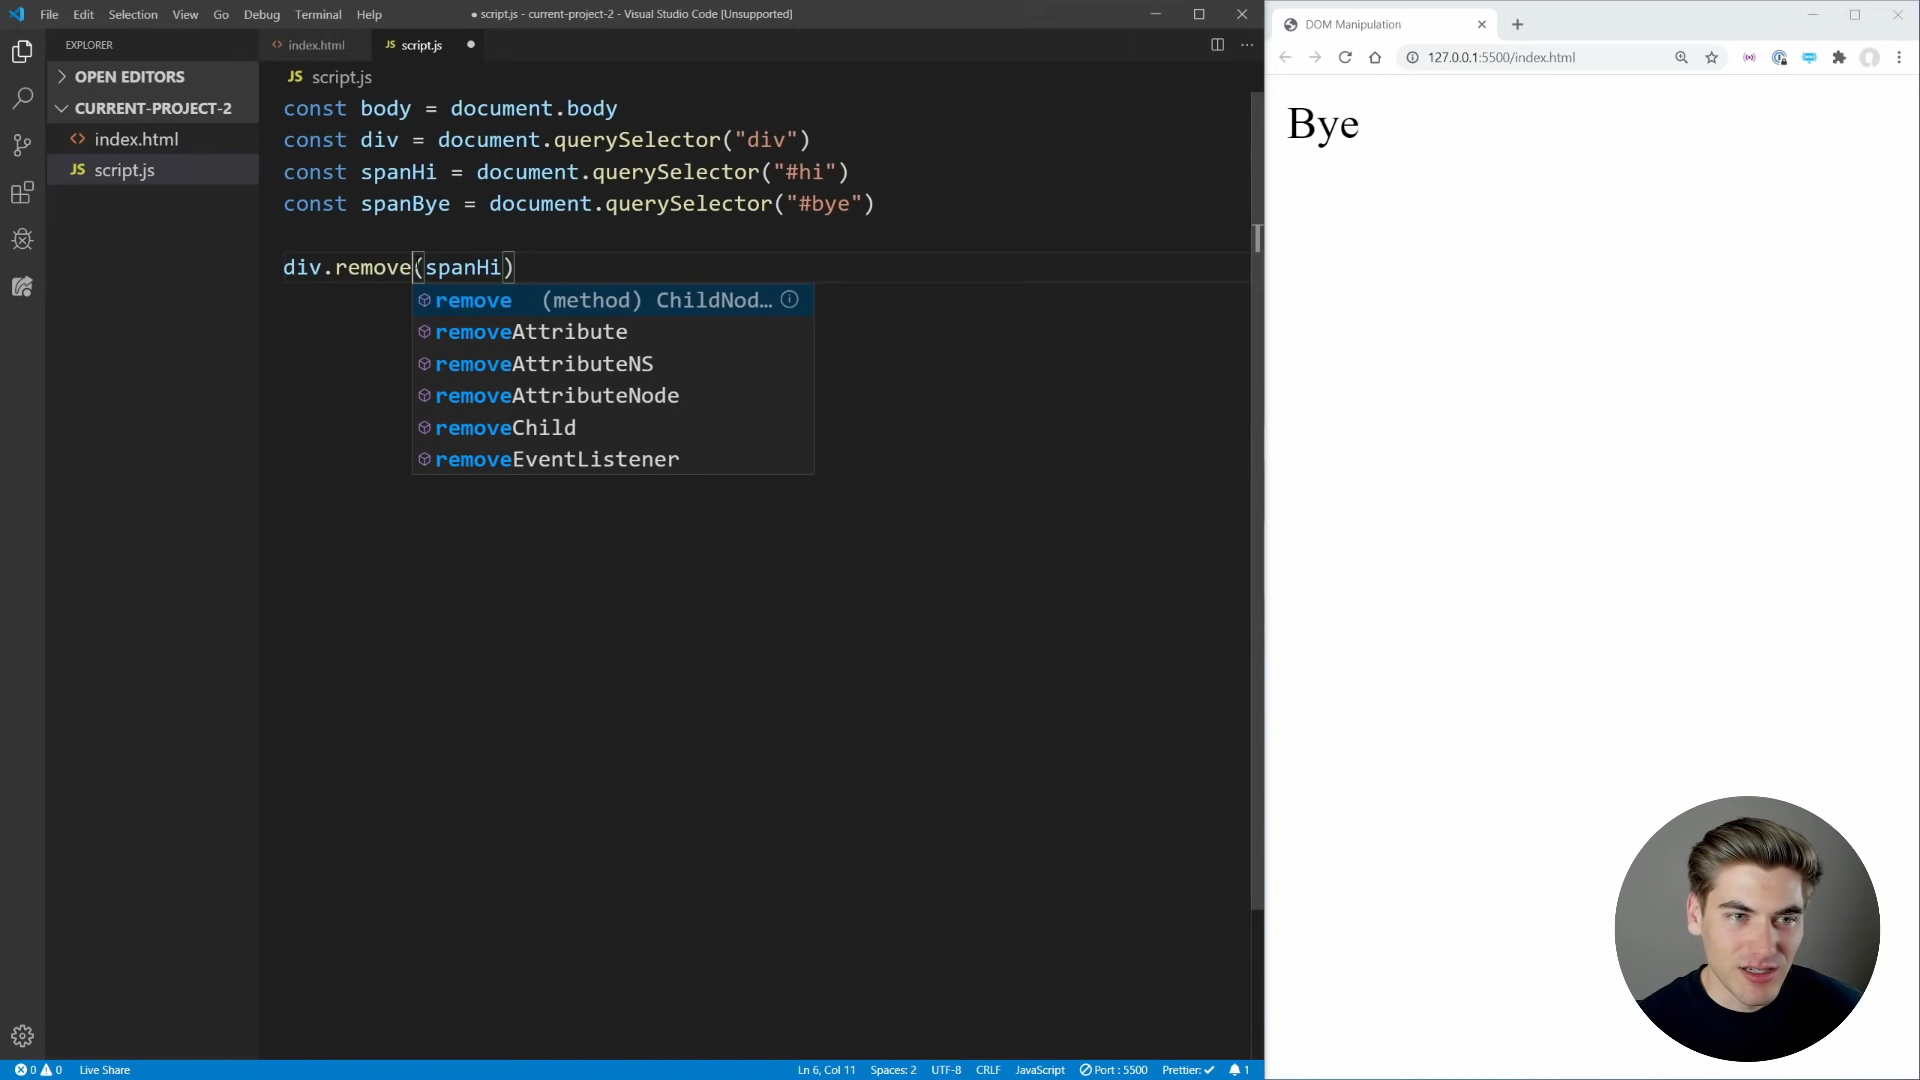 File Edit Selection View Go Debug Terminal Help
● script.js - current-project-2 - Visual Studio Code [Unsupported]
EXPLORER
OPEN EDITORS
CURRENT-PROJECT-2
<> index.html
JS script.js
<> index.html
JS script.js ●
JS script.js
const body = document.body
const div = document.querySelector("div")
const spanHi = document.querySelector("#hi")
const spanBye = document.querySelector("#bye")
div.remove(spanHi)
remove (method) ChildNod…
removeAttribute
removeAttributeNS
removeAttributeNode
removeChild
removeEventListener
0 0 Live Share
Ln 6, Col 11 Spaces: 2 UTF-8 CRLF JavaScript Port : 5500 Prettier: ✓ 1
DOM Manipulation
127.0.0.1:5500/index.html
Bye